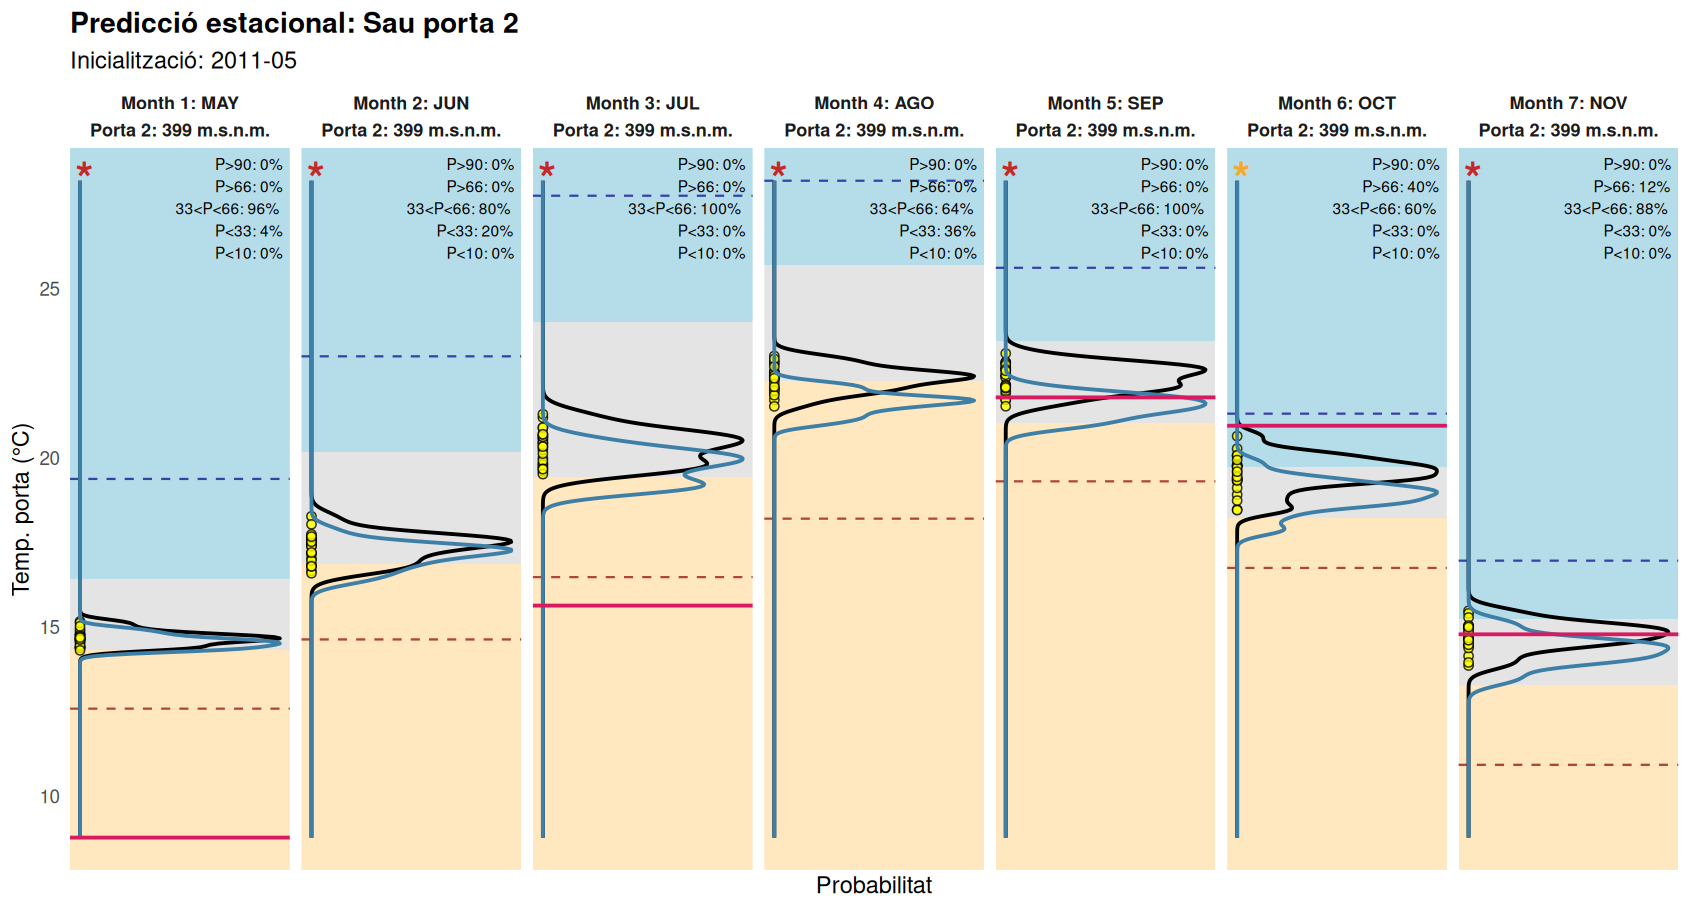 Predicció estacional: Sau porta 2
Inicialització: 2011-05
Month 1: MAY
Porta 2: 399 m.s.n.m.
Month 2: JUN
Porta 2: 399 m.s.n.m.
Month 3: JUL
Porta 2: 399 m.s.n.m.
Month 4: AGO
Porta 2: 399 m.s.n.m.
Month 5: SEP
Porta 2: 399 m.s.n.m.
Month 6: OCT
Porta 2: 399 m.s.n.m.
Month 7: NOV
Porta 2: 399 m.s.n.m.
*
P>90: 0%
P>66: 0%
33<P<66: 96%
P<33: 4%
P<10: 0%
*
P>90: 0%
P>66: 0%
33<P<66: 80%
P<33: 20%
P<10: 0%
*
P>90: 0%
P>66: 0%
33<P<66: 100%
P<33: 0%
P<10: 0%
*
P>90: 0%
P>66: 0%
33<P<66: 64%
P<33: 36%
P<10: 0%
*
P>90: 0%
P>66: 0%
33<P<66: 100%
P<33: 0%
P<10: 0%
*
P>90: 0%
P>66: 40%
33<P<66: 60%
P<33: 0%
P<10: 0%
*
P>90: 0%
P>66: 12%
33<P<66: 88%
P<33: 0%
P<10: 0%
Temp. porta (°C)
25
20
15
10
Probabilitat